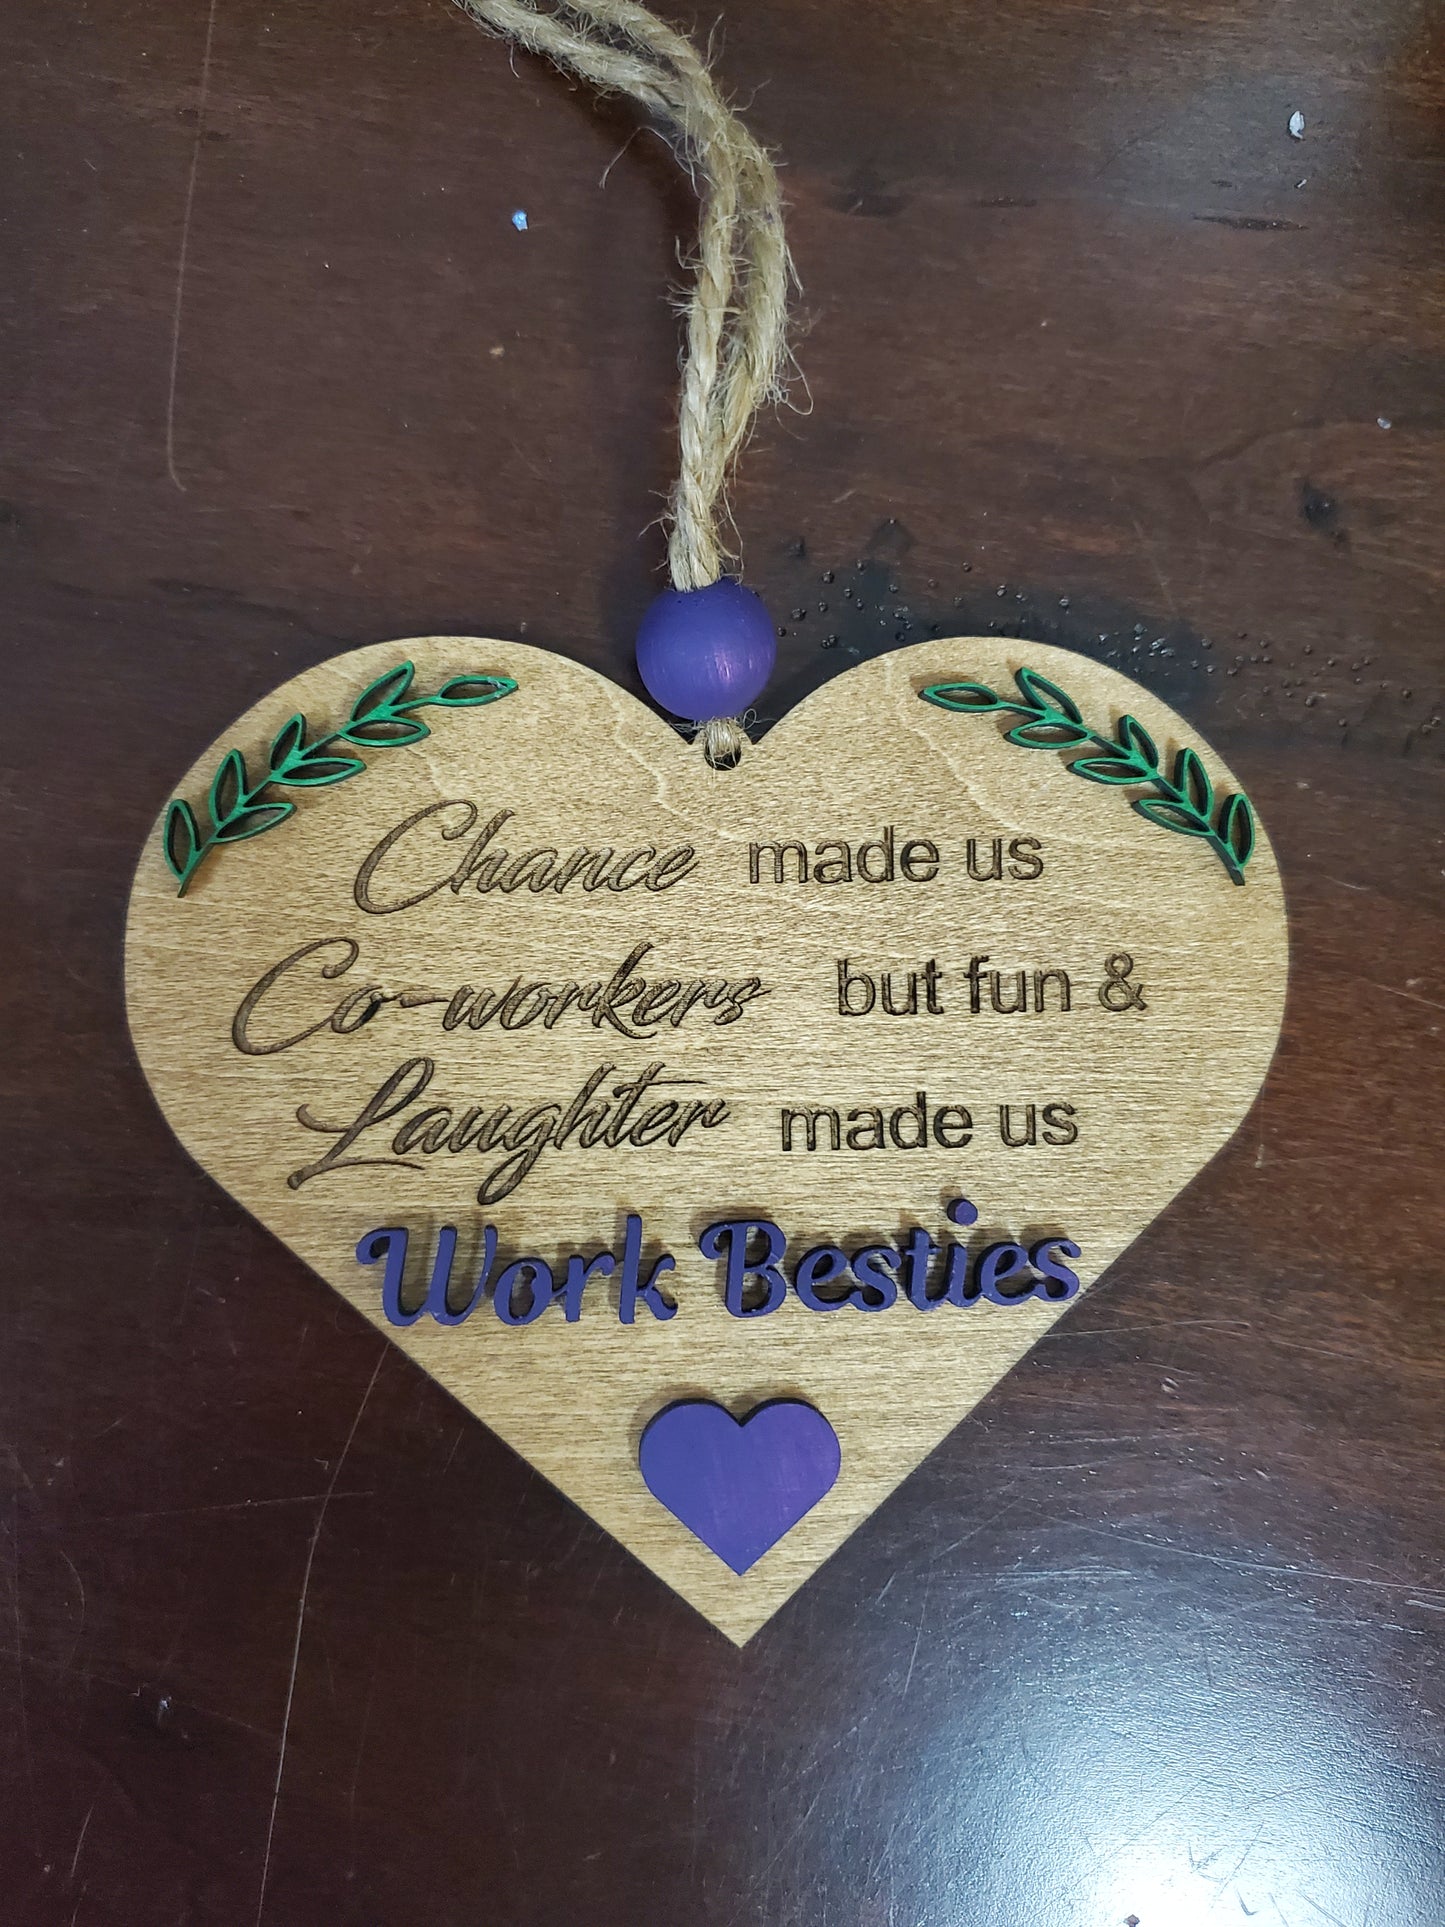 Chance made us
Co-workers but fun &
Laughter made us
Work Besties